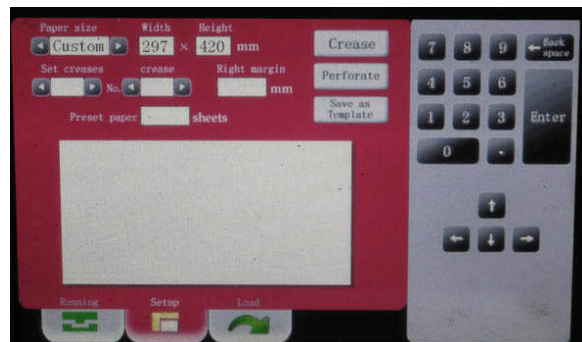 Paper size Width Height
Custom 297 × 420 mm
Crease
Set creases crease Right margin
No. mm
Perforate
Preset paper sheets
Save as
Template
7 8 9 ←Back
space
4 5 6
1 2 3 Enter
0 .
↑
← ↓ →
Running Setup Load